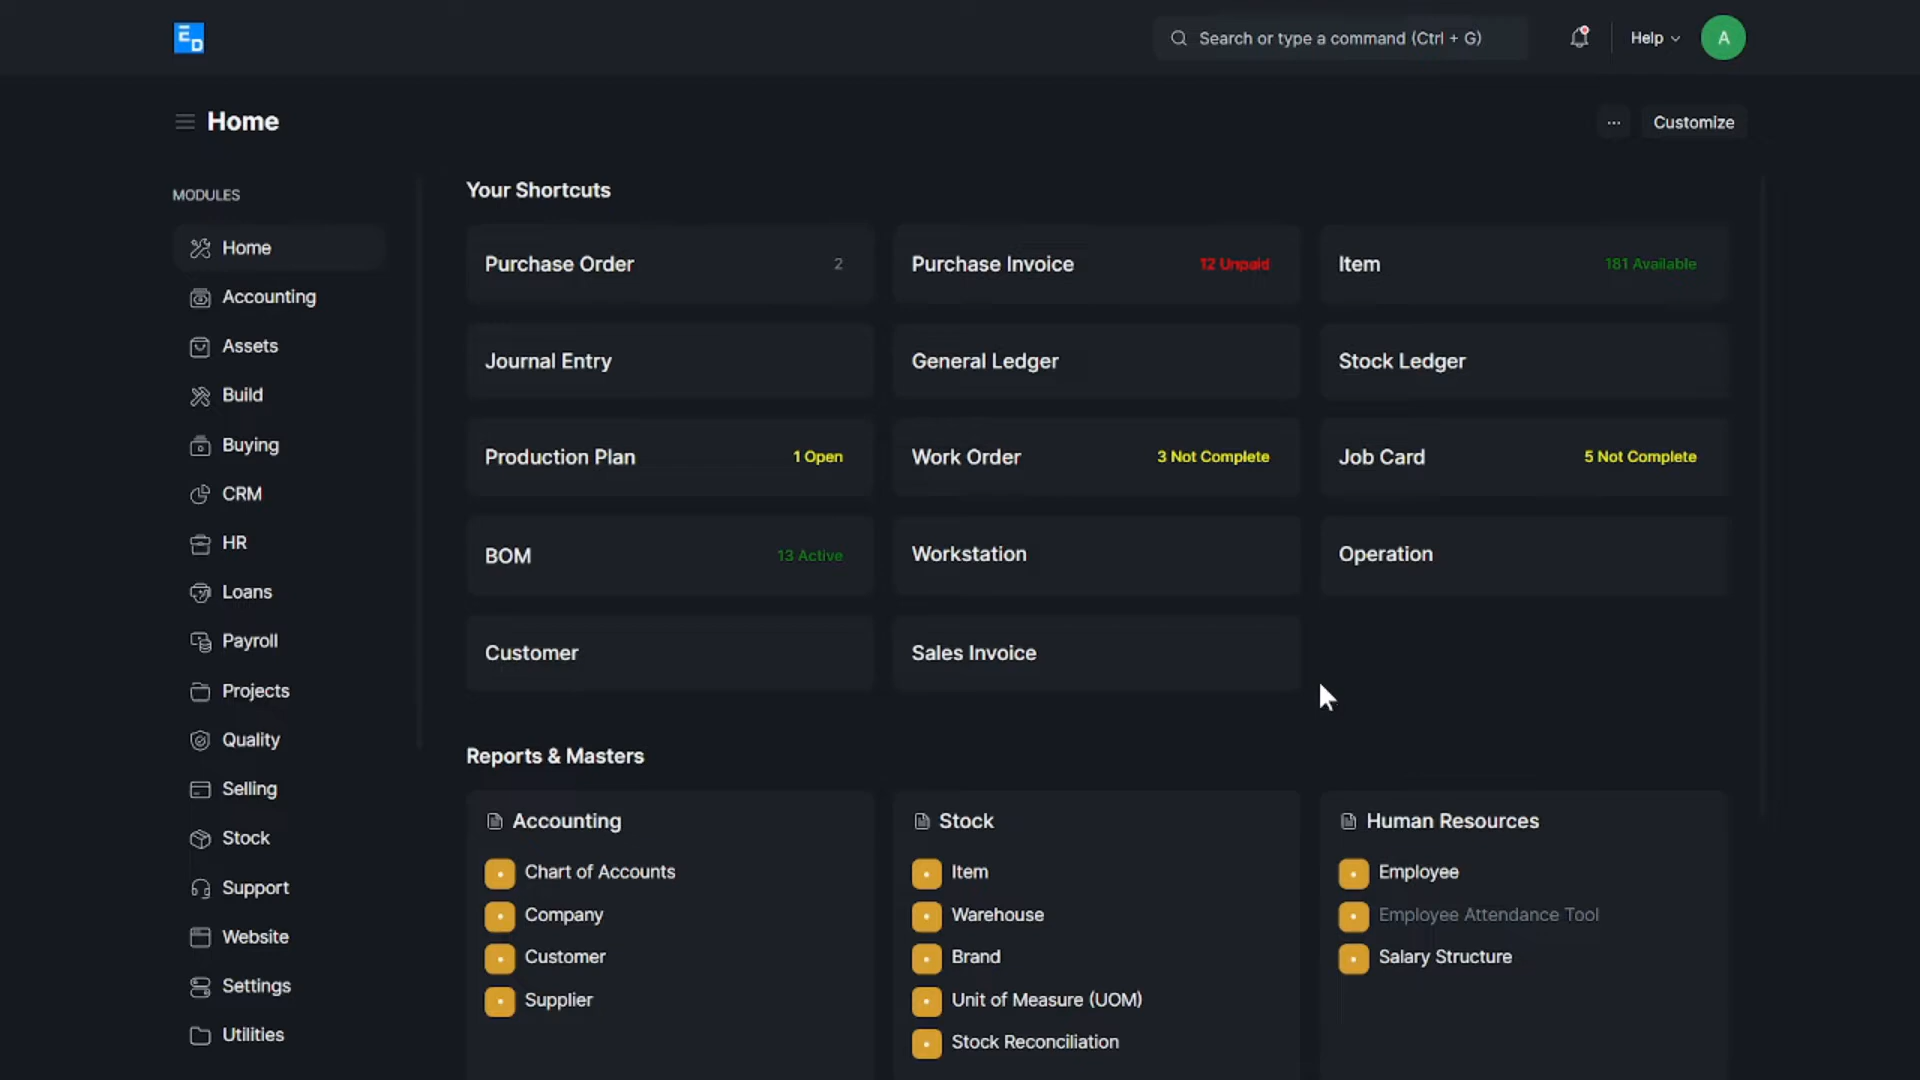 ED
Search or type a command (Ctrl + G)
Help
A
Home
...
Customize
MODULES
Home
Accounting
Assets
Build
Buying
CRM
HR
Loans
Payroll
Projects
Quality
Selling
Stock
Support
Website
Settings
Utilities
Your Shortcuts
Purchase Order 2
Purchase Invoice 12 Unpaid
Item 181 Available
Journal Entry
General Ledger
Stock Ledger
Production Plan 1 Open
Work Order 3 Not Complete
Job Card 5 Not Complete
BOM 13 Active
Workstation
Operation
Customer
Sales Invoice
Reports & Masters
Accounting
Chart of Accounts
Company
Customer
Supplier
Stock
Item
Warehouse
Brand
Unit of Measure (UOM)
Stock Reconciliation
Human Resources
Employee
Employee Attendance Tool
Salary Structure